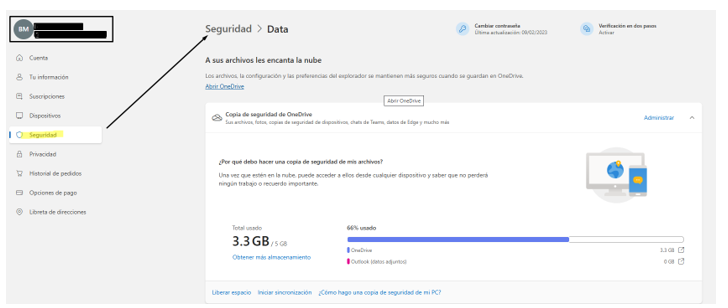 BM
Seguridad > Data
Cambiar contraseña
Última actualización: 09/02/2023
Verificación en dos pasos
Activar
Cuenta
Tu información
Suscripciones
Dispositivos
Seguridad
Privacidad
Historial de pedidos
Opciones de pago
Libreta de direcciones
A sus archivos les encanta la nube
Los archivos, la configuración y las preferencias del explorador se mantienen más seguros cuando se guardan en OneDrive.
Abrir OneDrive
Abrir OneDrive
Copia de seguridad de OneDrive
Sus archivos, fotos, copias de seguridad de dispositivos, chats de Teams, datos de Edge y mucho más
Administrar
¿Por qué debo hacer una copia de seguridad de mis archivos?
Una vez que estén en la nube, puede acceder a ellos desde cualquier dispositivo y saber que no perderá
ningún trabajo o recuerdo importante.
Total usado
3.3 GB / 5 GB
Obtener más almacenamiento
66% usado
OneDrive 3.3 GB
Outlook (datos adjuntos) 0 GB
Liberar espacio Iniciar sincronización ¿Cómo hago una copia de seguridad de mi PC?